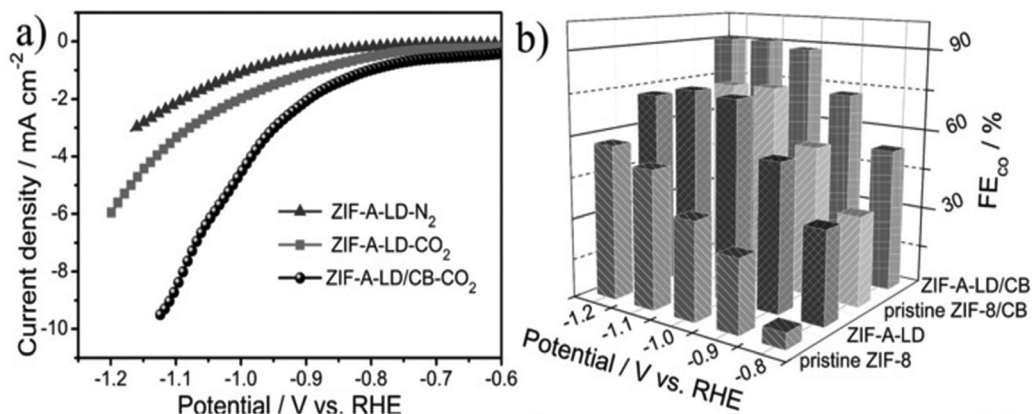 a)
0
-2
-4
-6
-8
-10
Current density / mA cm⁻²
ZIF-A-LD-N₂
ZIF-A-LD-CO₂
ZIF-A-LD/CB-CO₂
-1.2 -1.1 -1.0 -0.9 -0.8 -0.7 -0.6
Potential / V vs. RHE
b)
90
60
30
FE_CO / %
ZIF-A-LD/CB
pristine ZIF-8/CB
ZIF-A-LD
pristine ZIF-8
-1.2
-1.1
-1.0
-0.9
-0.8
Potential / V vs. RHE